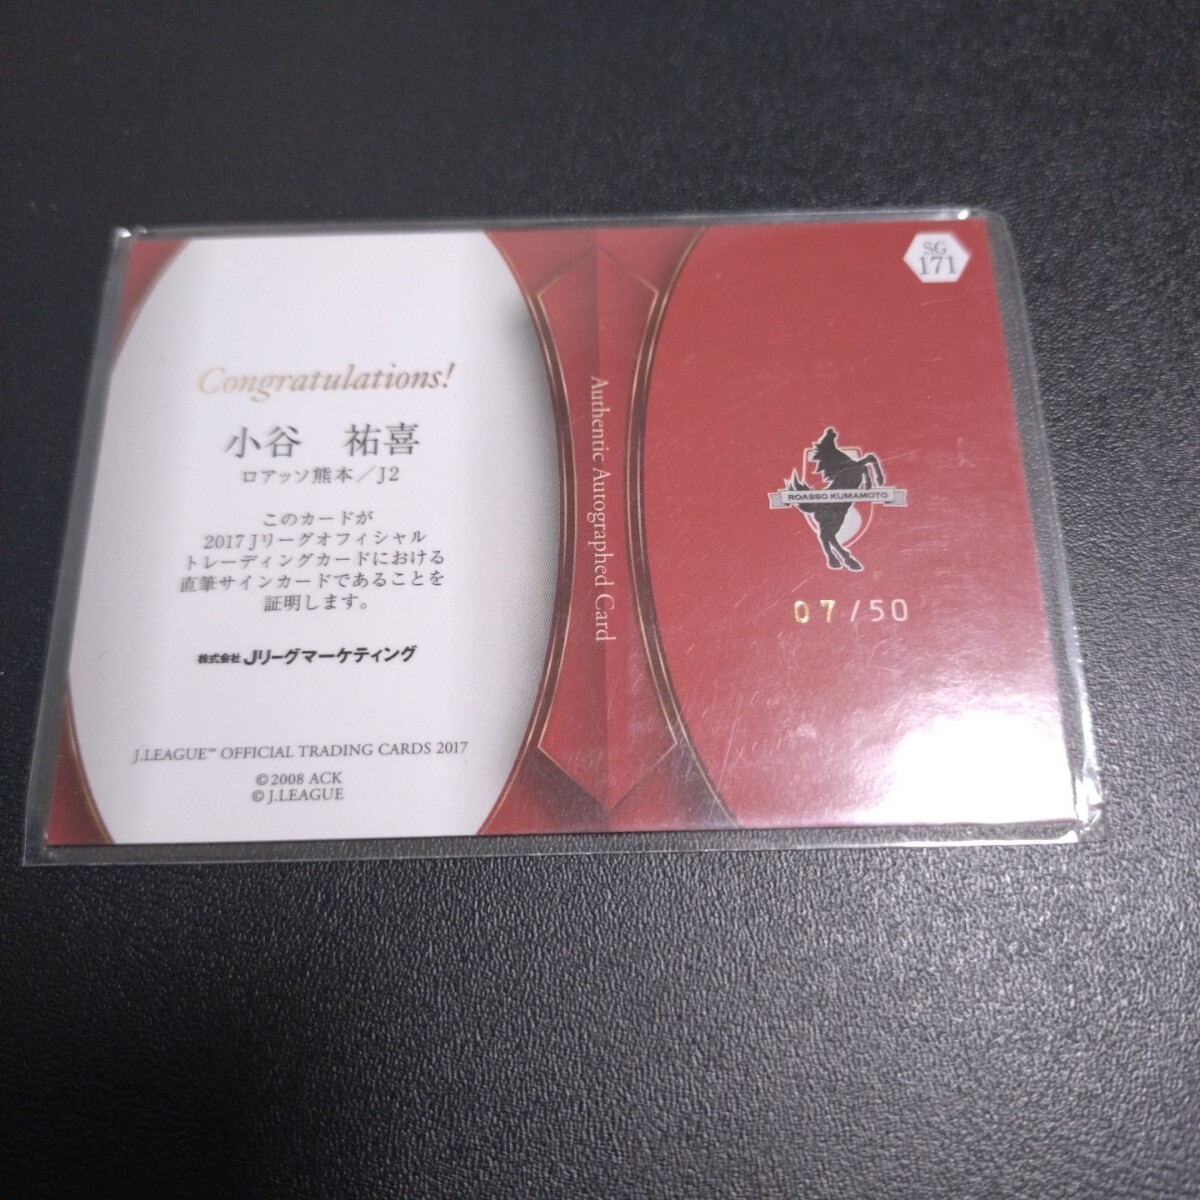 Congratulations!
小谷　祐喜
ロアッソ熊本／J2
このカードが
2017 Jリーグオフィシャル
トレーディングカードにおける
直筆サインカードであることを
証明します。
株式会社 Jリーグマーケティング
J.LEAGUE™ OFFICIAL TRADING CARDS 2017
©2008 ACK
© J.LEAGUE
Authentic Autographed Card
SG
171
ROASSO KUMAMOTO
07/50